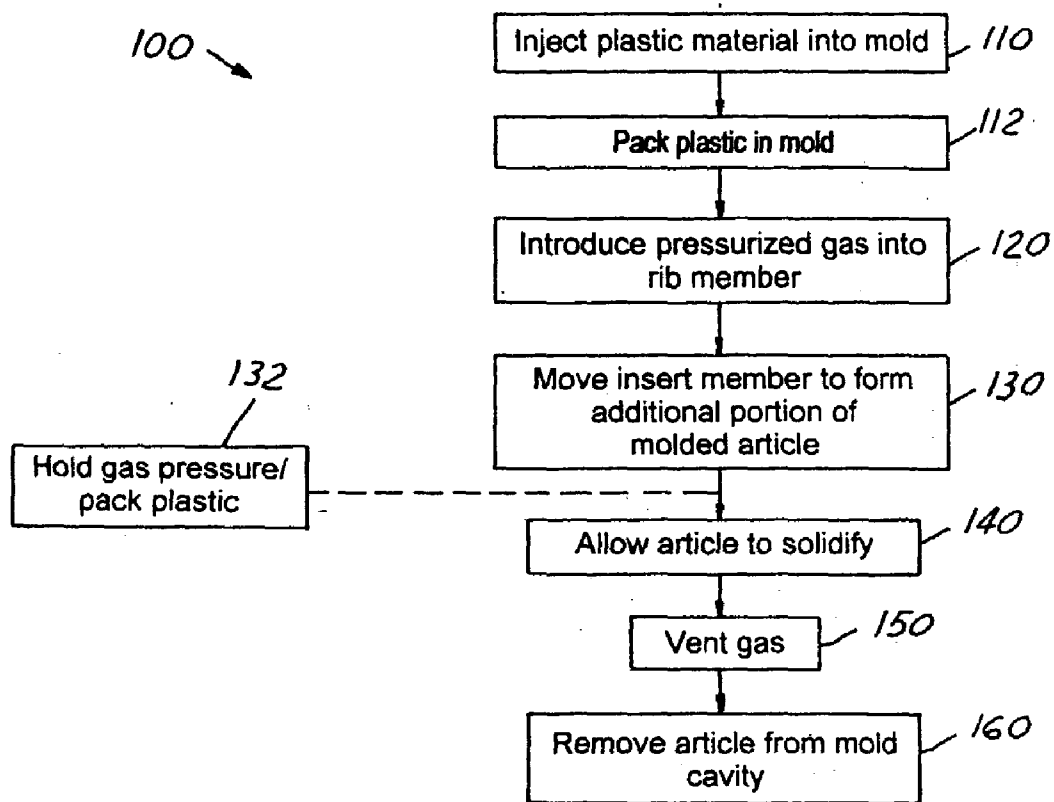 100
Inject plastic material into mold
110
Pack plastic in mold
112
Introduce pressurized gas into
rib member
120
Move insert member to form
additional portion of
molded article
130
132
Hold gas pressure/
pack plastic
Allow article to solidify
140
Vent gas
150
Remove article from mold
cavity
160